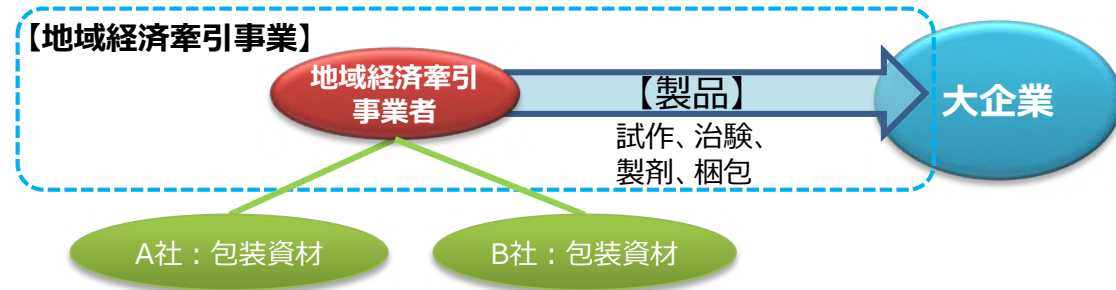 【地域経済牽引事業】
地域経済牽引
事業者
【製品】
試作、治験、
製剤、梱包
大企業
A社：包装資材
B社：包装資材